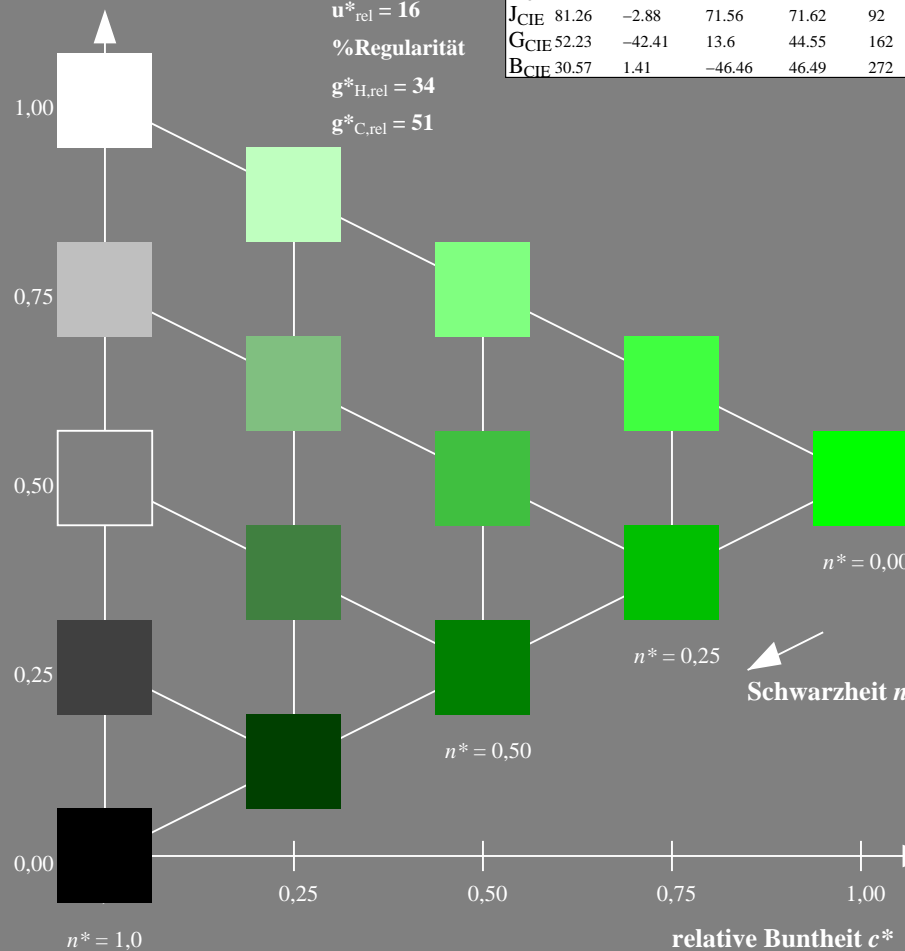 u*rel = 16
%Regularität
g*H,rel = 34
g*C,rel = 51
JCIE 81.26 −2.88 71.56 71.62 92
GCIE 52.23 −42.41 13.6 44.55 162
BCIE 30.57 1.41 −46.46 46.49 272
1,00
0,75
0,50
n* = 0,00
0,25
n* = 0,25
Schwarzheit n
n* = 0,50
0,00
0,25 0,50 0,75 1,00
n* = 1,0
relative Buntheit c*